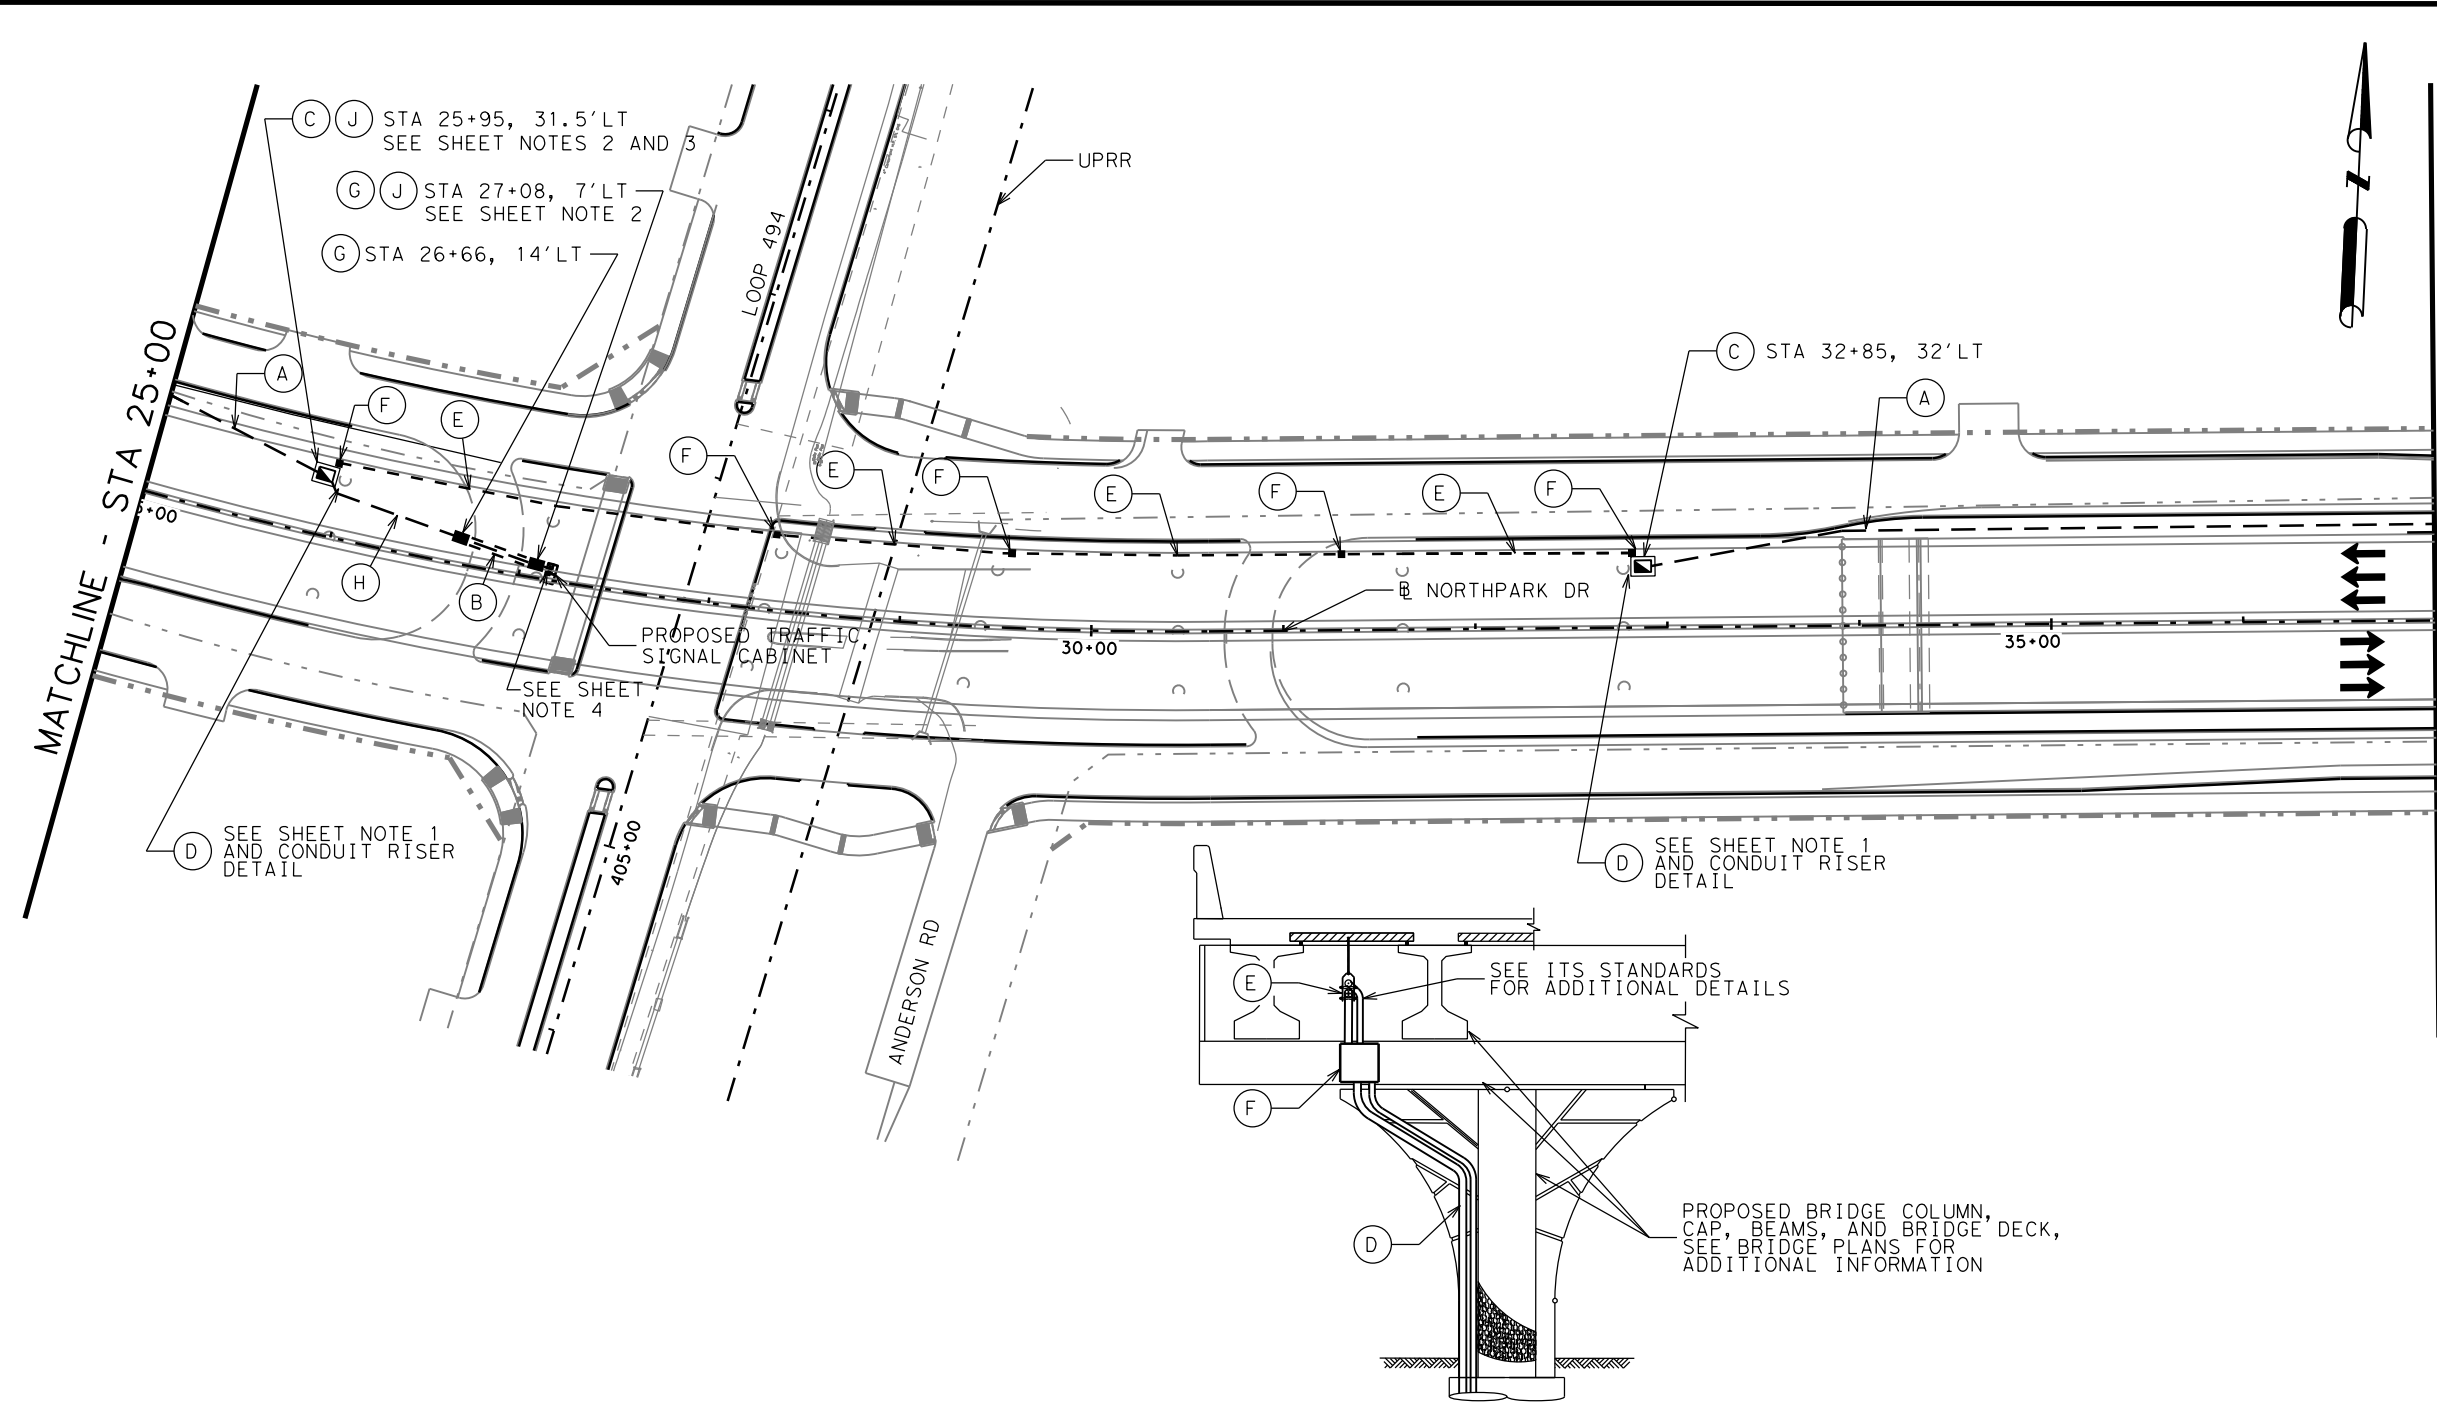 C J STA 25+95, 31.5'LT
SEE SHEET NOTES 2 AND 3
G J STA 27+08, 7'LT
SEE SHEET NOTE 2
G STA 26+66, 14'LT
UPRR
N
LOOP 494
MATCHLINE - STA 25+00
A
F
E
F
E
F
E
F
E
F
C STA 32+85, 32'LT
A
+00
H
B
℄ NORTHPARK DR
PROPOSED TRAFFIC
SIGNAL CABINET
30+00
35+00
SEE SHEET
NOTE 4
D SEE SHEET NOTE 1
AND CONDUIT RISER
DETAIL
405+00
D SEE SHEET NOTE 1
AND CONDUIT RISER
DETAIL
ANDERSON RD
E
SEE ITS STANDARDS
FOR ADDITIONAL DETAILS
F
D
PROPOSED BRIDGE COLUMN,
CAP, BEAMS, AND BRIDGE DECK,
SEE BRIDGE PLANS FOR
ADDITIONAL INFORMATION